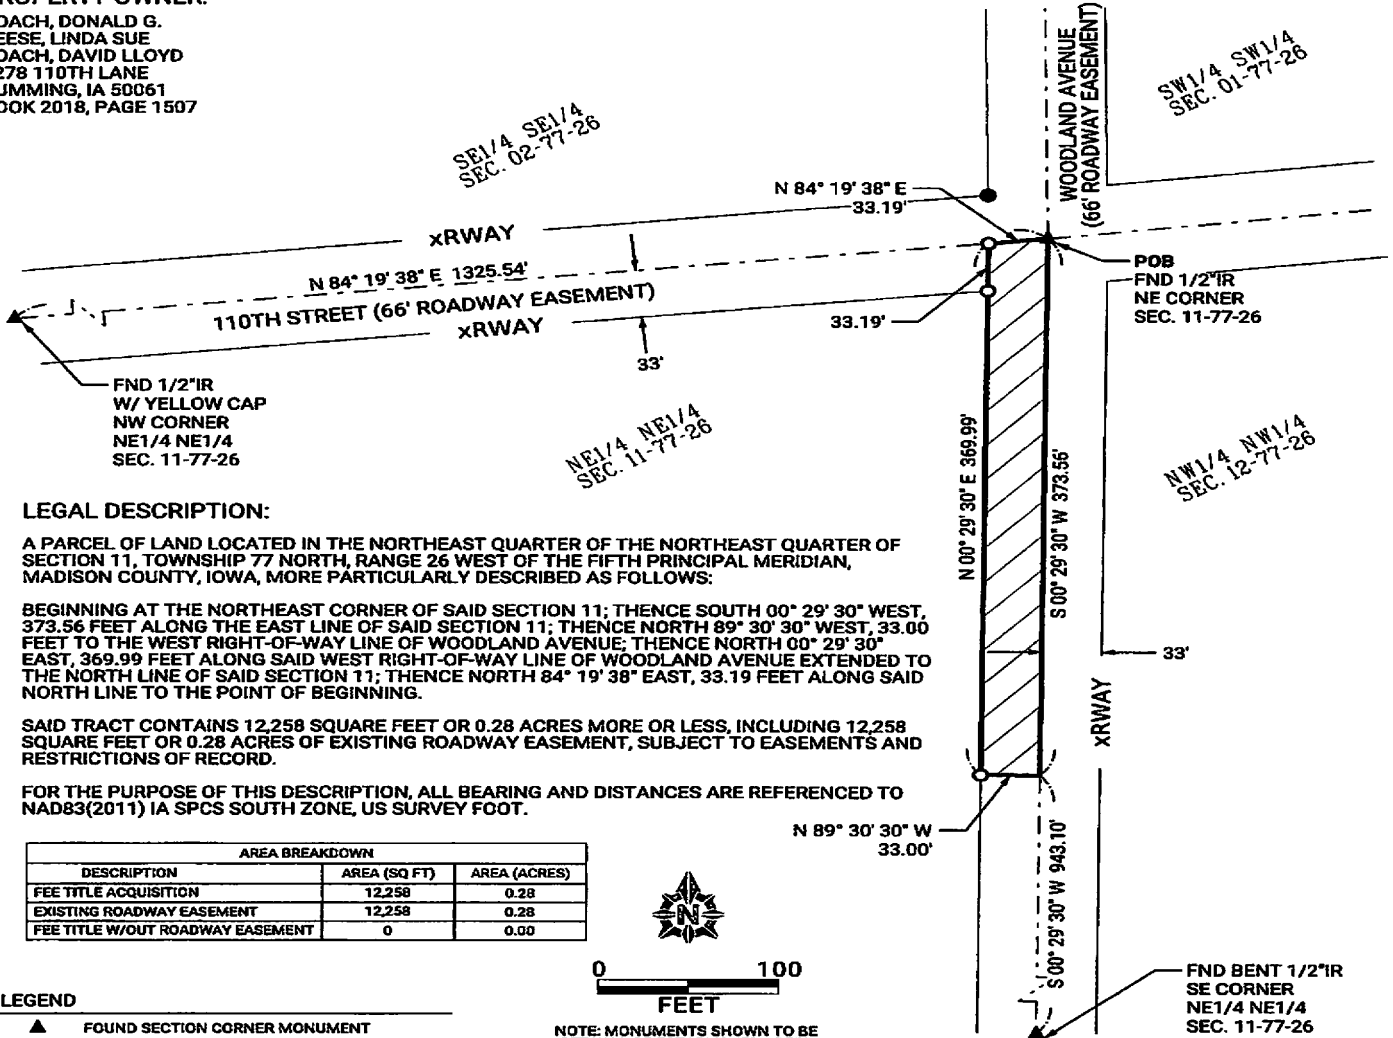 OACH, DONALD G.
EESE, LINDA SUE
OACH, DAVID LLOYD
278 110TH LANE
UMMING, IA 50061
OOK 2018, PAGE 1507
SE1/4 SE1/4
SEC. 02-77-26
WOODLAND AVENUE
(66' ROADWAY EASEMENT)
SW1/4 SW1/4
SEC. 01-77-26
N 84° 19' 38" E
33.19'
xRWAY
N 84° 19' 38" E 1325.54'
110TH STREET (66' ROADWAY EASEMENT)
xRWAY
33'
33.19'
POB
FND 1/2"IR
NE CORNER
SEC. 11-77-26
FND 1/2"IR
W/ YELLOW CAP
NW CORNER
NE1/4 NE1/4
SEC. 11-77-26
NE1/4 NE1/4
SEC. 11-77-26
N 00° 29' 30" E 369.99'
S 00° 29' 30" W 373.56'
NW1/4 NW1/4
SEC. 12-77-26
33'
xRWAY
LEGAL DESCRIPTION:
A PARCEL OF LAND LOCATED IN THE NORTHEAST QUARTER OF THE NORTHEAST QUARTER OF
SECTION 11, TOWNSHIP 77 NORTH, RANGE 26 WEST OF THE FIFTH PRINCIPAL MERIDIAN,
MADISON COUNTY, IOWA, MORE PARTICULARLY DESCRIBED AS FOLLOWS:
BEGINNING AT THE NORTHEAST CORNER OF SAID SECTION 11; THENCE SOUTH 00° 29' 30" WEST,
373.56 FEET ALONG THE EAST LINE OF SAID SECTION 11; THENCE NORTH 89° 30' 30" WEST, 33.00
FEET TO THE WEST RIGHT-OF-WAY LINE OF WOODLAND AVENUE; THENCE NORTH 00° 29' 30"
EAST, 369.99 FEET ALONG SAID WEST RIGHT-OF-WAY LINE OF WOODLAND AVENUE EXTENDED TO
THE NORTH LINE OF SAID SECTION 11; THENCE NORTH 84° 19' 38" EAST, 33.19 FEET ALONG SAID
NORTH LINE TO THE POINT OF BEGINNING.
SAID TRACT CONTAINS 12,258 SQUARE FEET OR 0.28 ACRES MORE OR LESS, INCLUDING 12,258
SQUARE FEET OR 0.28 ACRES OF EXISTING ROADWAY EASEMENT, SUBJECT TO EASEMENTS AND
RESTRICTIONS OF RECORD.
FOR THE PURPOSE OF THIS DESCRIPTION, ALL BEARING AND DISTANCES ARE REFERENCED TO
NAD83(2011) IA SPCS SOUTH ZONE, US SURVEY FOOT.
N 89° 30' 30" W
33.00'
S 00° 29' 30" W 943.10'
AREA BREAKDOWN
DESCRIPTION AREA (SQ FT) AREA (ACRES)
FEE TITLE ACQUISITION 12,258 0.28
EXISTING ROADWAY EASEMENT 12,258 0.28
FEE TITLE W/OUT ROADWAY EASEMENT 0 0.00
N
0 100
FEET
NOTE: MONUMENTS SHOWN TO BE
FND BENT 1/2"IR
SE CORNER
NE1/4 NE1/4
SEC. 11-77-26
LEGEND
FOUND SECTION CORNER MONUMENT